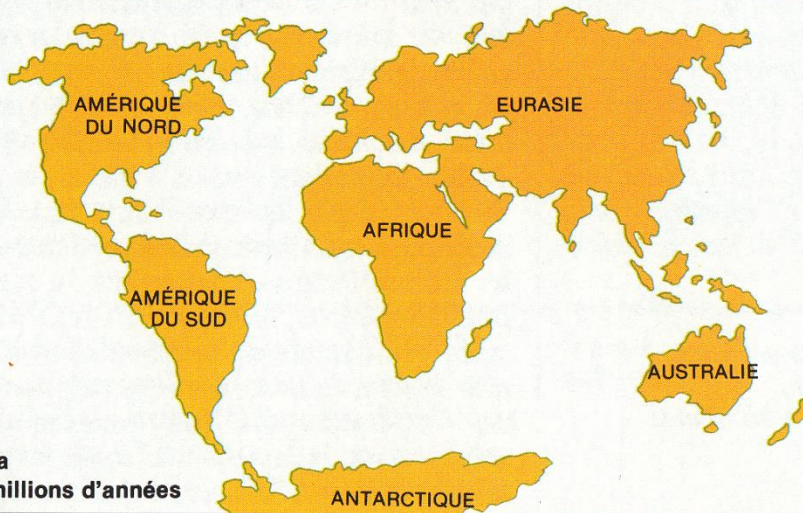 AMÉRIQUE
DU NORD
EURASIE
AFRIQUE
AMÉRIQUE
DU SUD
AUSTRALIE
a
millions d'années
ANTARCTIQUE